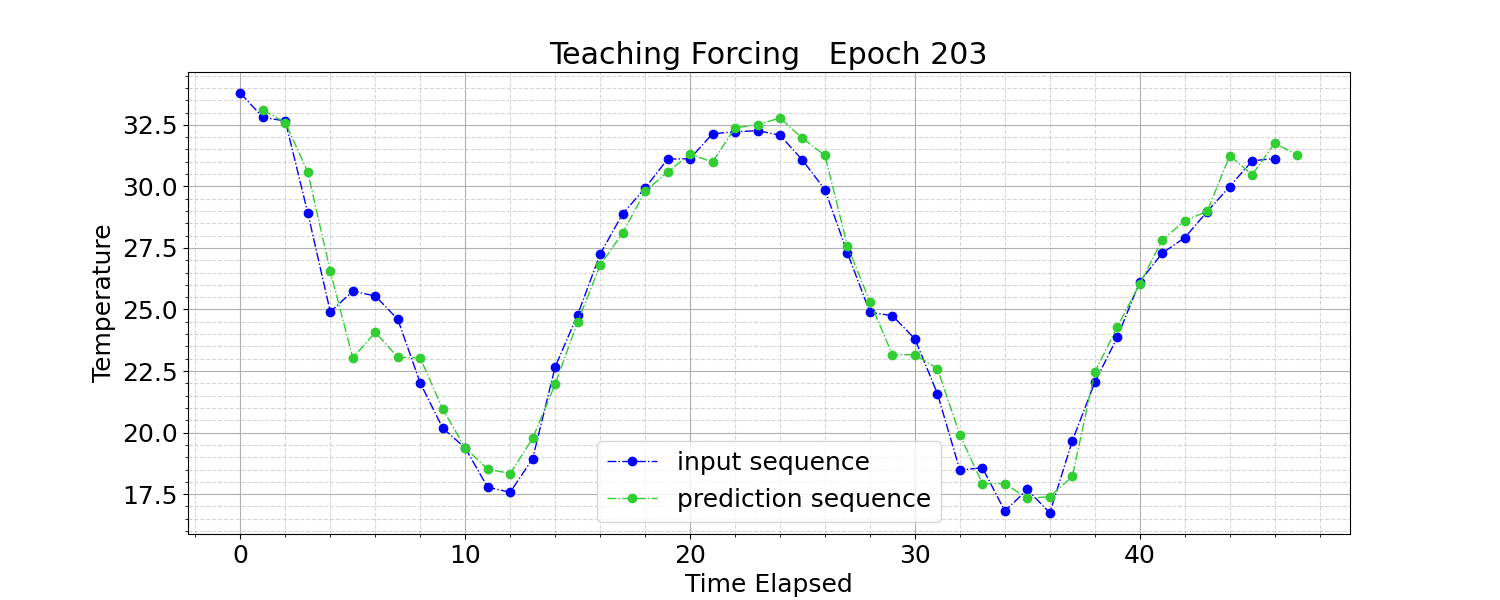 Teaching Forcing   Epoch 203
Temperature
32.5
30.0
27.5
25.0
22.5
20.0
17.5
input sequence
prediction sequence
0 10 20 30 40
Time Elapsed